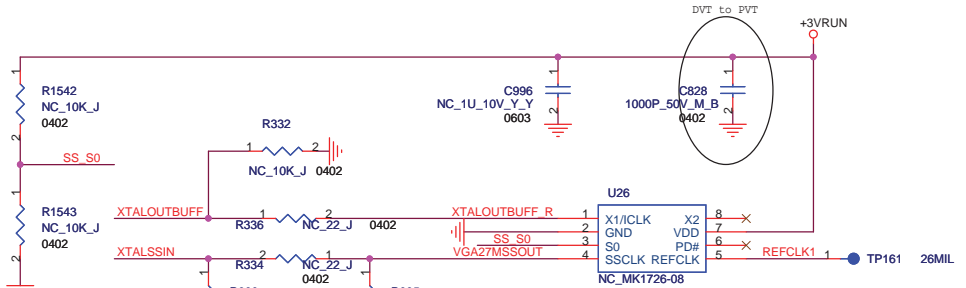 DVT to PVT
+3VRUN
1
R1542
NC_10K_J
0402
2
SS_S0
1
C996
NC_1U_10V_Y_Y
2
0603
1
C828
1000P_50V_M_B
2
0402
R332
1 2
NC_10K_J 0402
U26
1
R1543
NC_10K_J
0402
2
XTALOUTBUFF 1 2 XTALOUTBUFF_R 1 X1/ICLK X2 8
R336 NC_22_J 0402
2 GND VDD 7
SS_S0 3 S0 PD# 6
XTALSSIN 2 1 VGA27MSSOUT 4 SSCLK REFCLK 5 REFCLK1 1 TP161 26MIL
R334 NC_22_J
0402
NC_MK1726-08